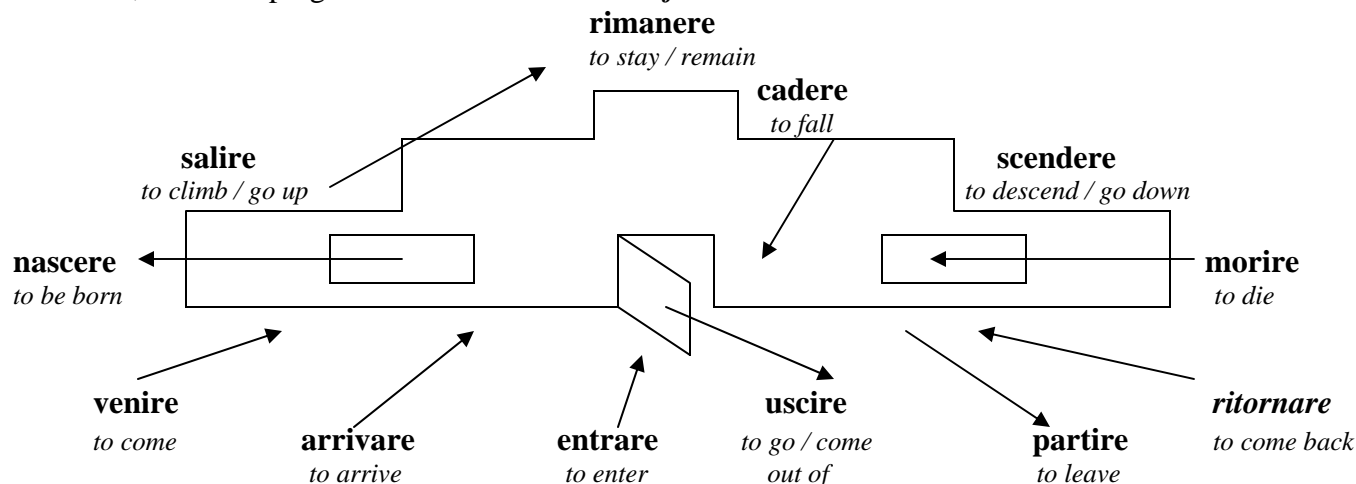 rimanere
to stay / remain
cadere
to fall
salire
to climb / go up
scendere
to descend / go down
nascere
to be born
morire
to die
venire
to come
arrivare
to arrive
entrare
to enter
uscire
to go / come
out of
partire
to leave
ritornare
to come back